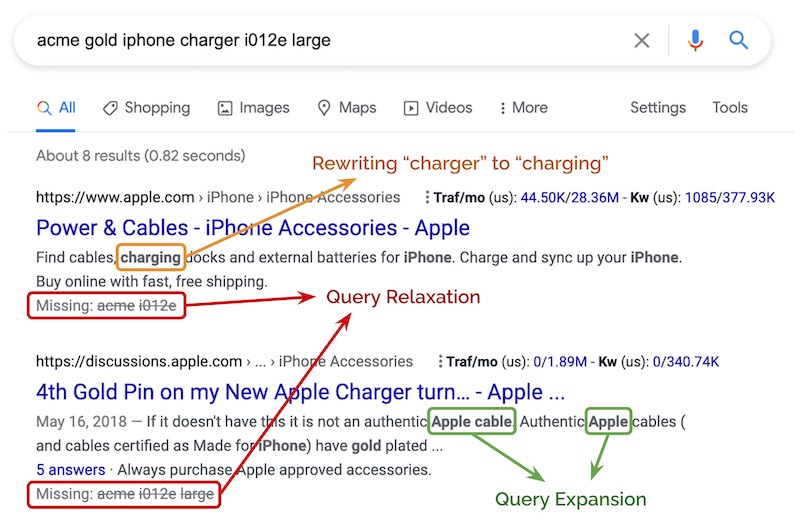 acme gold iphone charger i012e large
All Shopping Images Maps Videos More Settings Tools
About 8 results (0.82 seconds)
Rewriting “charger” to “charging”
https://www.apple.com › iPhone › iPhone Accessories Traf/mo (us): 44.50K/28.36M - Kw (us): 1085/377.93K
Power & Cables - iPhone Accessories - Apple
Find cables, charging docks and external batteries for iPhone. Charge and sync up your iPhone.
Buy online with fast, free shipping.
Missing: acme i012e
Query Relaxation
https://discussions.apple.com › ... › iPhone Accessories Traf/mo (us): 0/1.89M - Kw (us): 0/340.74K
4th Gold Pin on my New Apple Charger turn… - Apple ...
May 16, 2018 — If it doesn't have this it is not an authentic Apple cable. Authentic Apple cables (
and cables certified as Made for iPhone) have gold plated ...
5 answers · Always purchase Apple approved accessories.
Missing: acme i012e large
Query Expansion